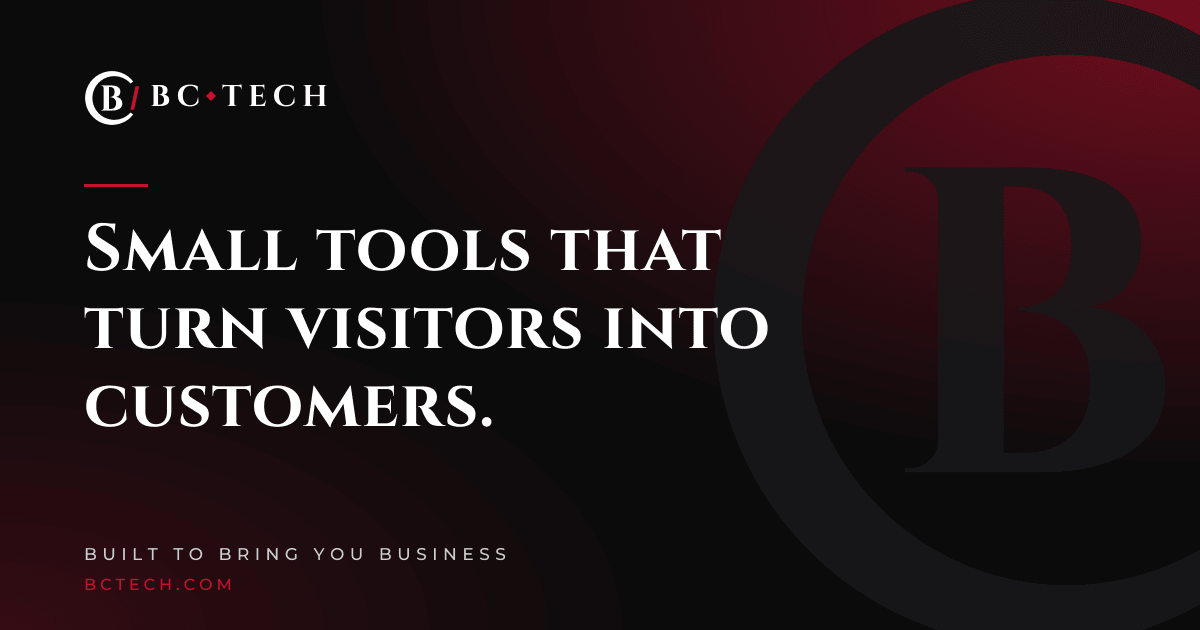 B BC◆TECH
Small tools that
turn visitors into
customers.
BUILT TO BRING YOU BUSINESS
BCTECH.COM
B